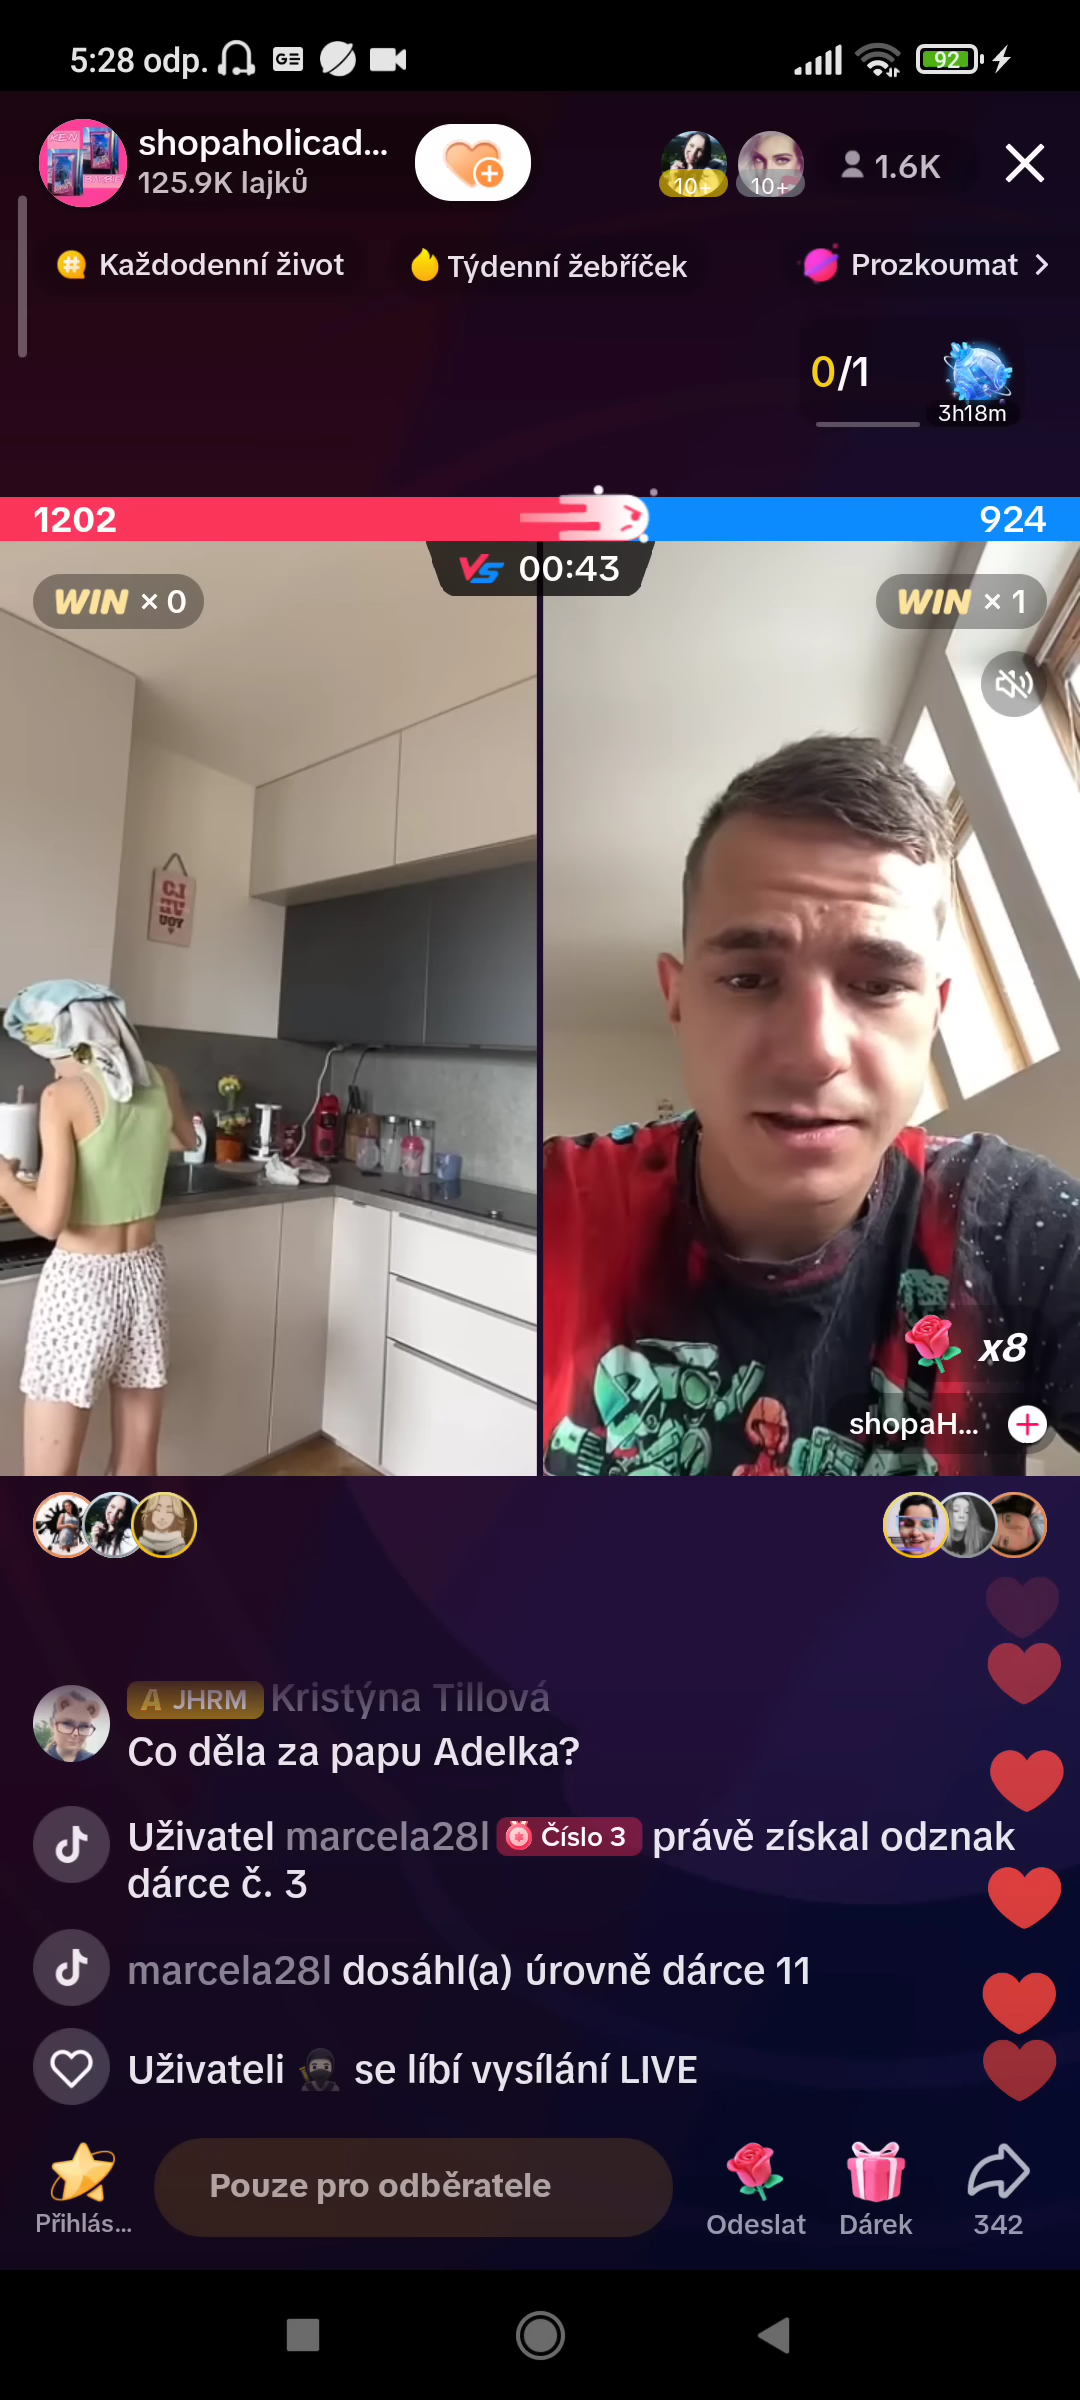 5:28 odp.
GE
92
shopaholicad...
125.9K lajků
10+
10+
1.6K
Každodenní život
Týdenní žebříček
Prozkoumat
0/1
3h18m
1202
924
VS 00:43
WIN × 0
WIN × 1
x8
shopaH...
A JHRM Kristýna Tillová
Co děla za papu Adelka?
Uživatel marcela28l Číslo 3 právě získal odznak
dárce č. 3
marcela28l dosáhl(a) úrovně dárce 11
Uživateli se líbí vysílání LIVE
Přihlás...
Pouze pro odběratele
Odeslat
Dárek
342